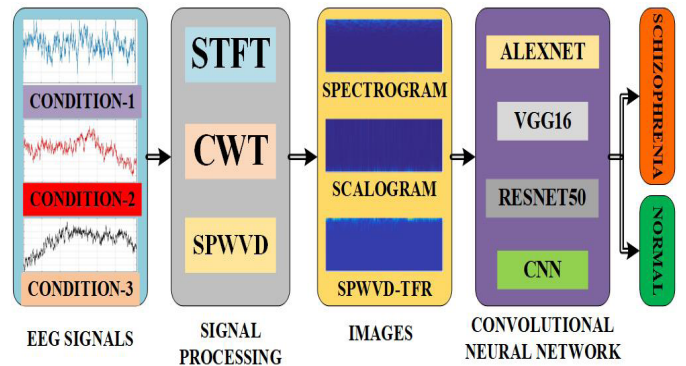 CONDITION-1
CONDITION-2
CONDITION-3
EEG SIGNALS
STFT
CWT
SPWVD
SIGNAL
PROCESSING
SPECTROGRAM
SCALOGRAM
SPWVD-TFR
IMAGES
ALEXNET
VGG16
RESNET50
CNN
CONVOLUTIONAL
NEURAL NETWORK
SCHIZOPHRENIA
NORMAL